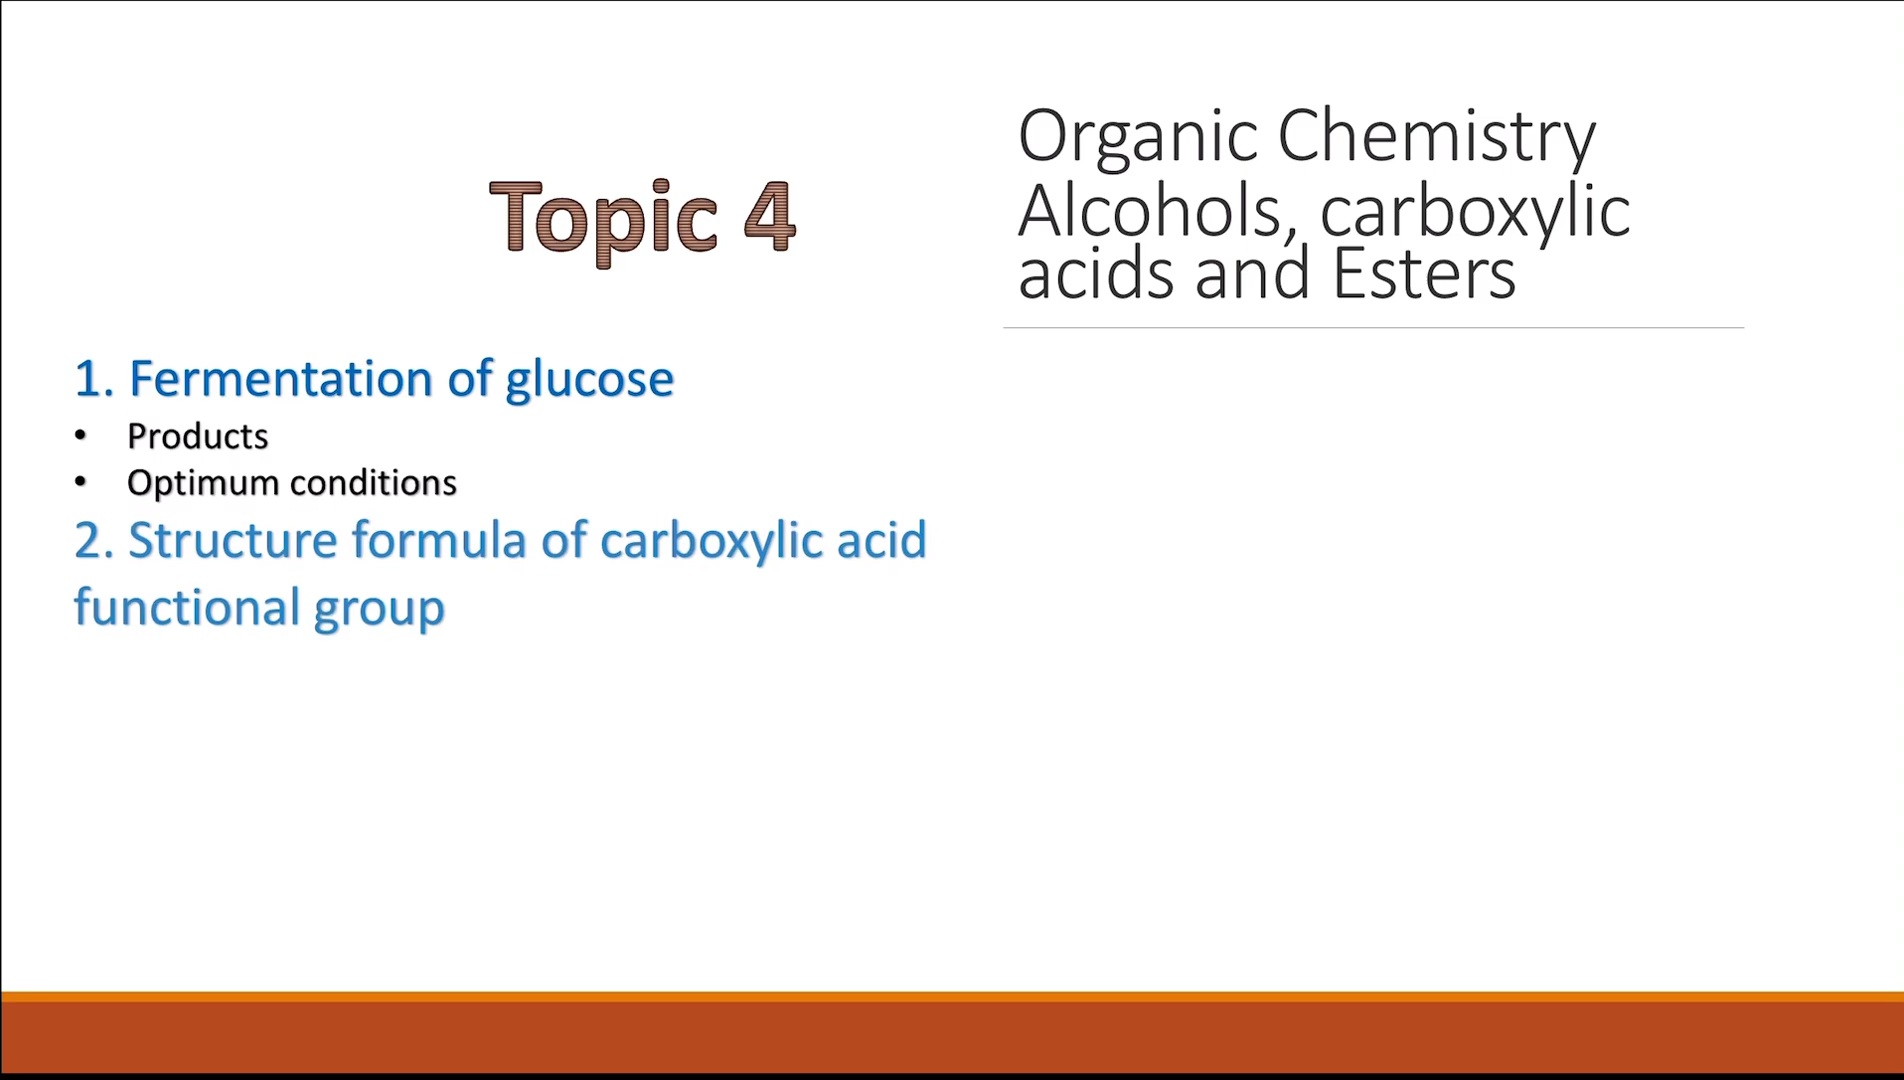 Topic 4
Organic Chemistry
Alcohols, carboxylic
acids and Esters
1. Fermentation of glucose
• Products
• Optimum conditions
2. Structure formula of carboxylic acid
functional group